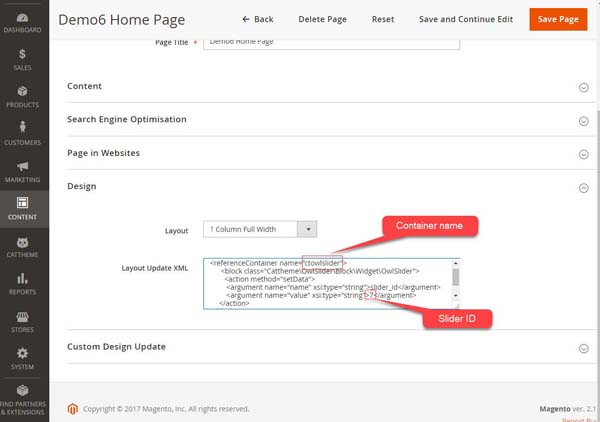 Demo6 Home Page
← Back
Delete Page
Reset
Save and Continue Edit
Save Page
DASHBOARD
$
SALES
PRODUCTS
CUSTOMERS
MARKETING
CONTENT
CATTHEME
REPORTS
STORES
SYSTEM
FIND PARTNERS
& EXTENSIONS
Page Title *
Demo6 Home Page
Content
Search Engine Optimisation
Page in Websites
Design
Container name
Layout
1 Column Full Width
Layout Update XML
<referenceContainer name="ctowlslider">
<block class="Cattheme\OwlSlider\Block\Widget\OwlSlider">
<action method="setData">
<argument name="name" xsi:type="string">slider_id</argument>
<argument name="value" xsi:type="string">7</argument>
</action>
Slider ID
Custom Design Update
Copyright © 2017 Magento, Inc. All rights reserved.
Magento ver. 2.1